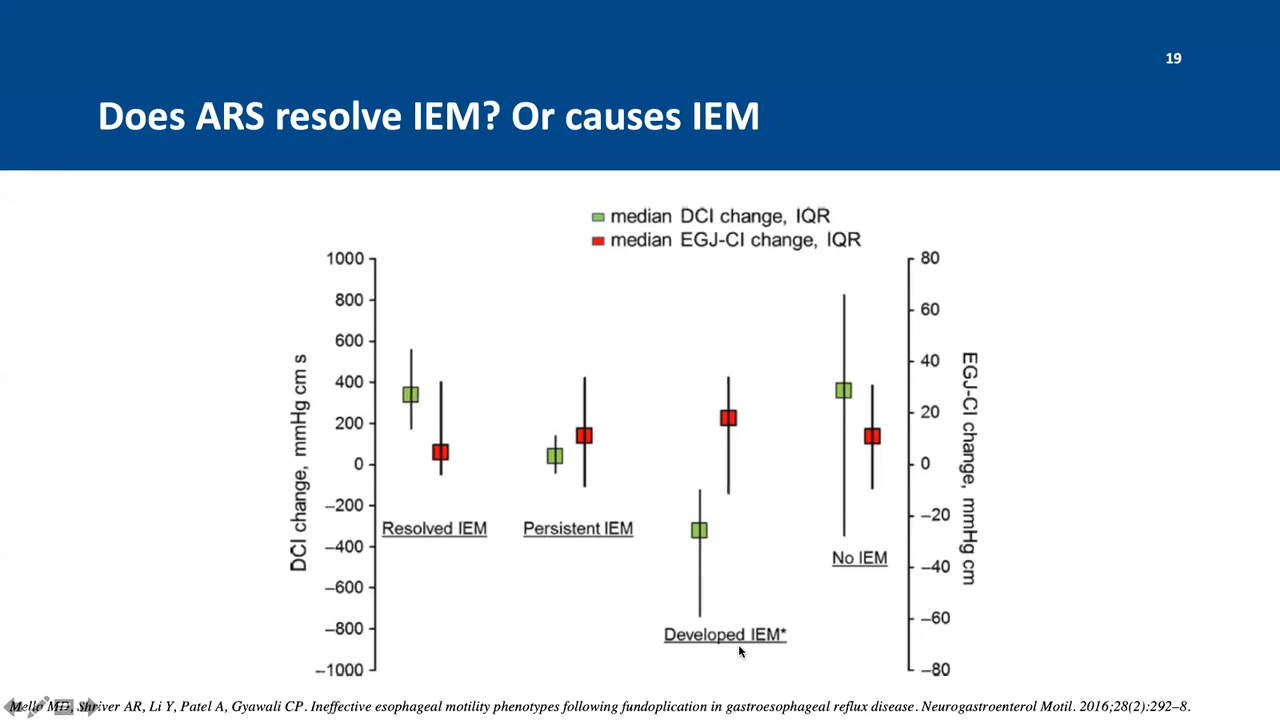 19
Does ARS resolve IEM? Or causes IEM
median DCI change, IQR
median EGJ-CI change, IQR
1000
800
600
400
200
0
–200
–400
–600
–800
–1000
DCI change, mmHg cm s
80
60
40
20
0
–20
–40
–60
–80
EGJ-CI change, mmHg cm
Resolved IEM
Persistent IEM
Developed IEM*
No IEM
Mello MD, Shriver AR, Li Y, Patel A, Gyawali CP. Ineffective esophageal motility phenotypes following fundoplication in gastroesophageal reflux disease. Neurogastroenterol Motil. 2016;28(2):292–8.